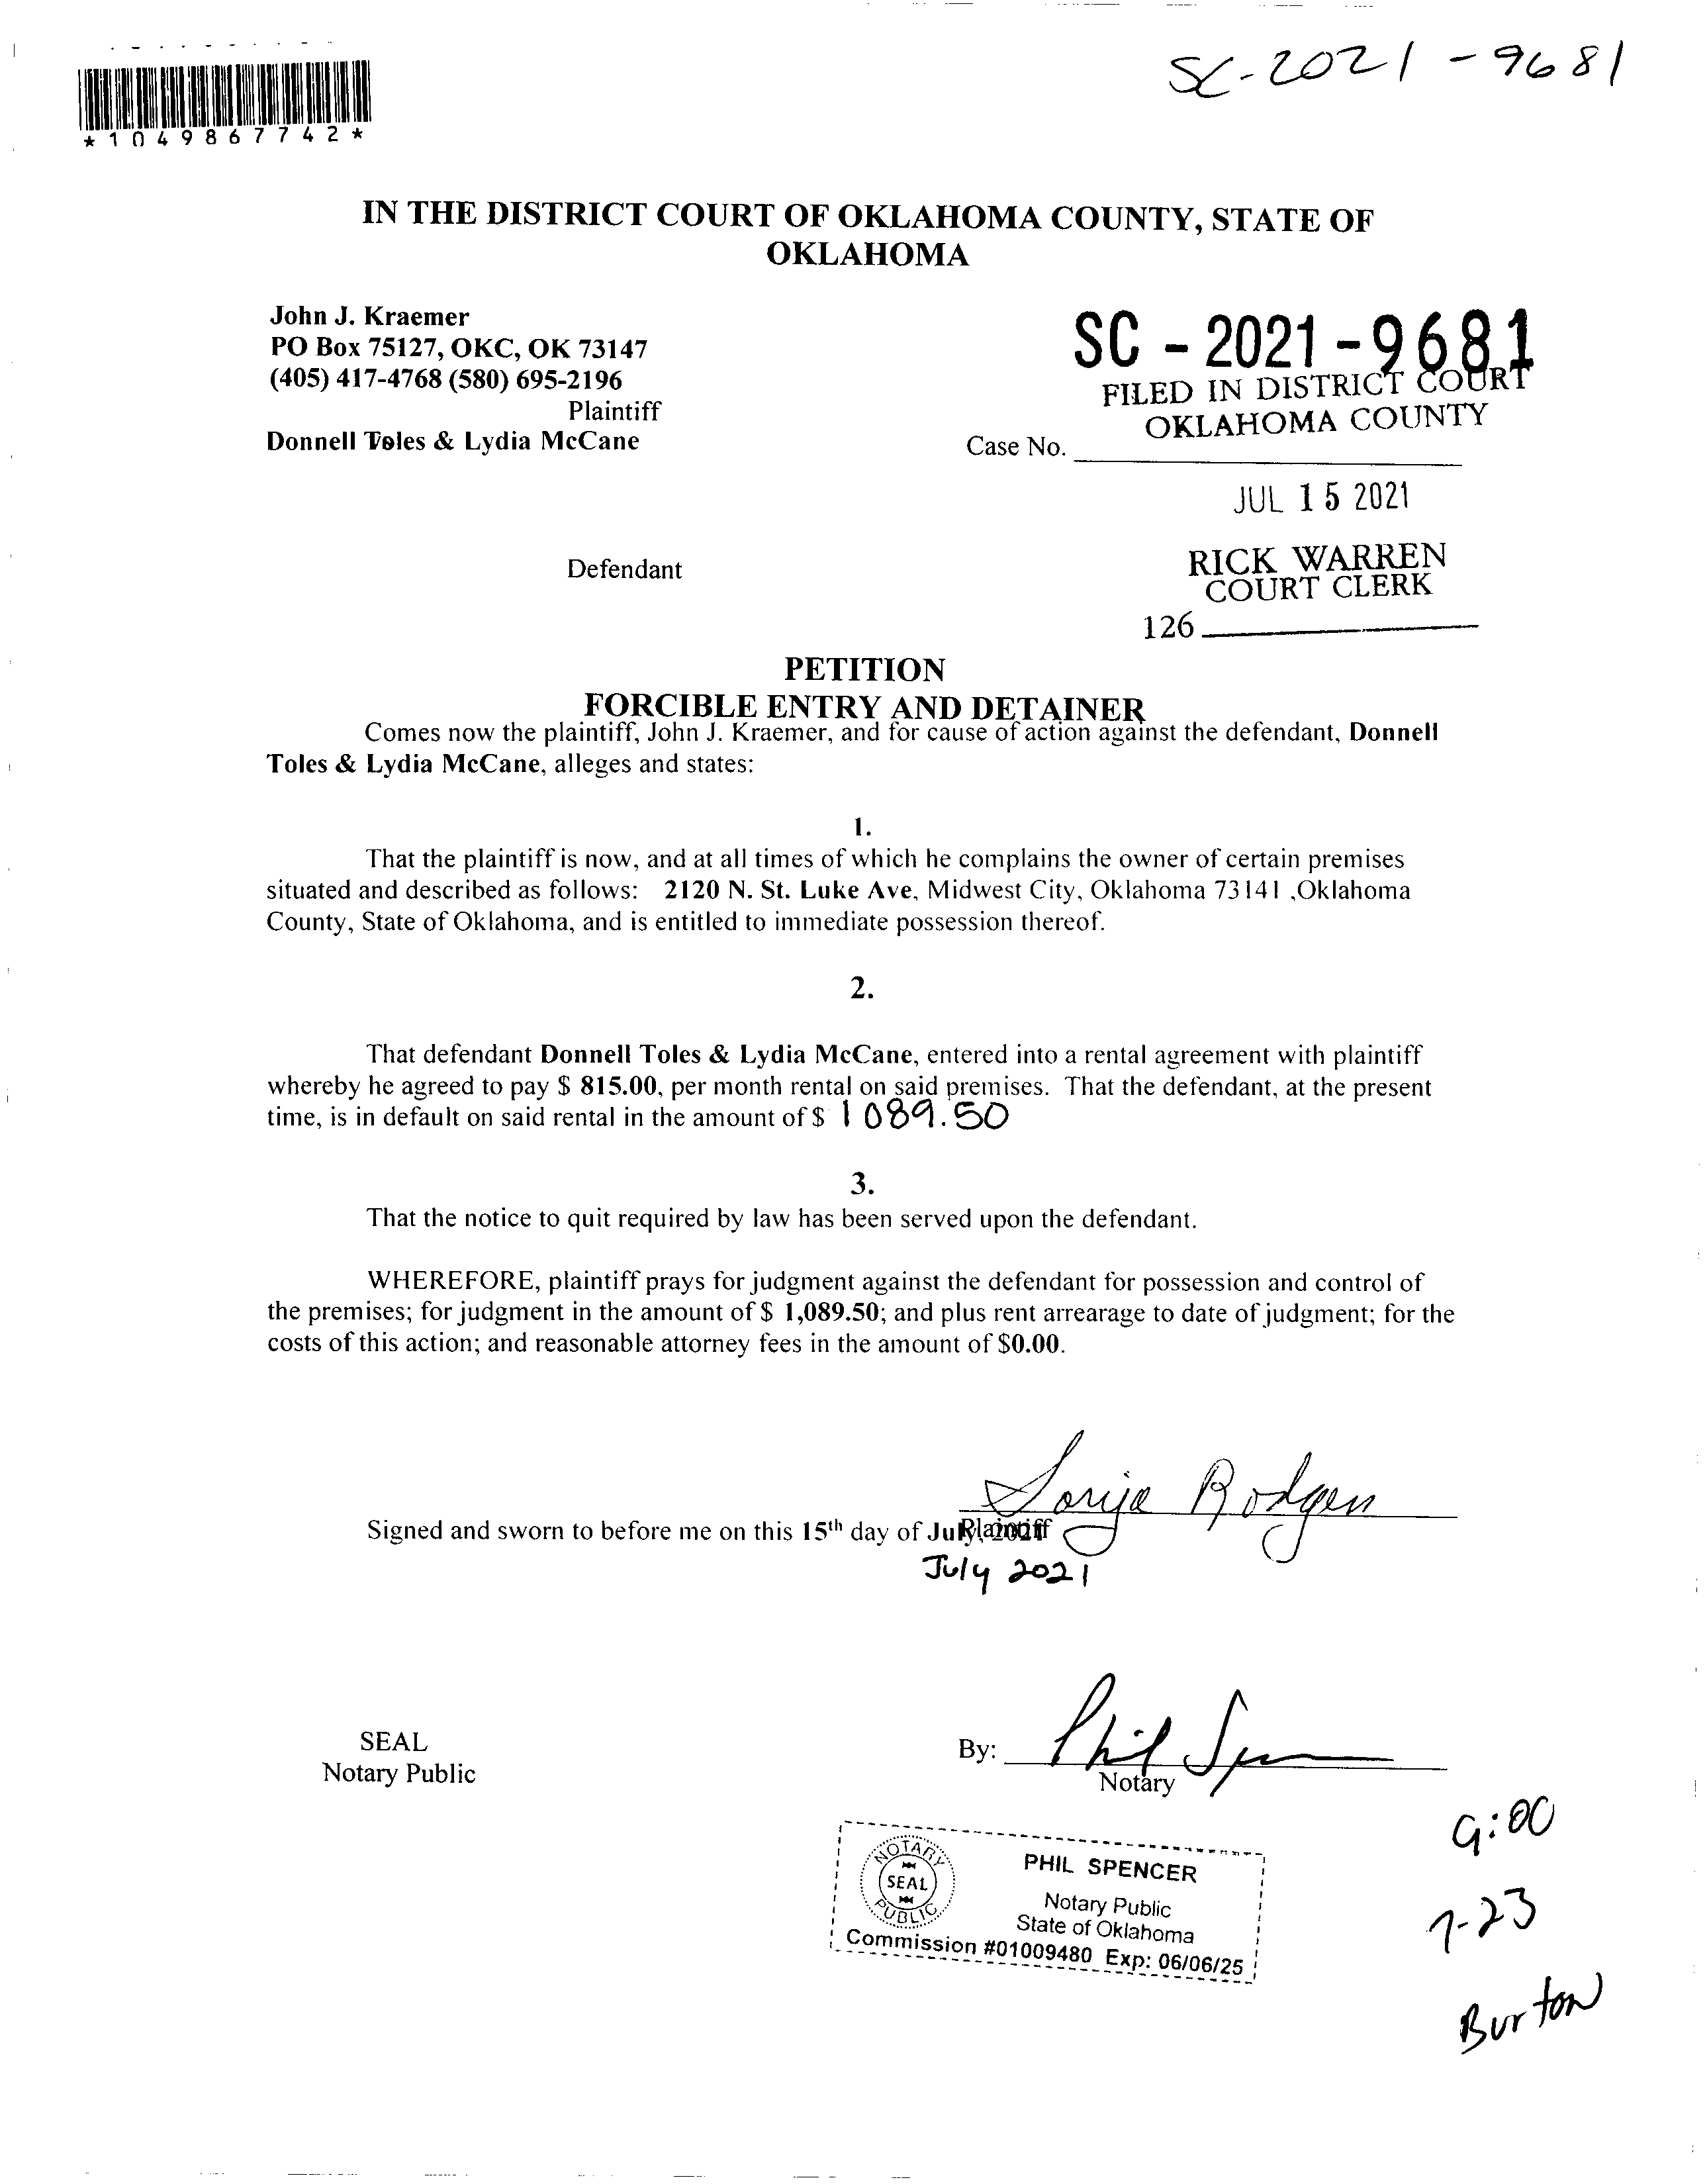 SC-2021-9681
*1049867742*
IN THE DISTRICT COURT OF OKLAHOMA COUNTY, STATE OF
OKLAHOMA
John J. Kraemer
PO Box 75127, OKC, OK 73147
(405) 417-4768 (580) 695-2196
Plaintiff
Donnell Toles & Lydia McCane
SC - 2021 - 9681
FILED IN DISTRICT COURT
OKLAHOMA COUNTY
Case No.
JUL 15 2021
Defendant
RICK WARREN
COURT CLERK
126
PETITION
FORCIBLE ENTRY AND DETAINER
Comes now the plaintiff, John J. Kraemer, and for cause of action against the defendant, Donnell
Toles & Lydia McCane, alleges and states:
1.
That the plaintiff is now, and at all times of which he complains the owner of certain premises
situated and described as follows: 2120 N. St. Luke Ave, Midwest City, Oklahoma 73141 ,Oklahoma
County, State of Oklahoma, and is entitled to immediate possession thereof.
2.
That defendant Donnell Toles & Lydia McCane, entered into a rental agreement with plaintiff
whereby he agreed to pay $ 815.00, per month rental on said premises. That the defendant, at the present
time, is in default on said rental in the amount of $ 1089.50
3.
That the notice to quit required by law has been served upon the defendant.
WHEREFORE, plaintiff prays for judgment against the defendant for possession and control of
the premises; for judgment in the amount of $ 1,089.50; and plus rent arrearage to date of judgment; for the
costs of this action; and reasonable attorney fees in the amount of $0.00.
Signed and sworn to before me on this 15th day of July, 2021
Plaintiff
July 2021
SEAL
Notary Public
By: Phil Spencer
Notary
NOTARY
SEAL
PUBLIC
PHIL SPENCER
Notary Public
State of Oklahoma
Commission #01009480 Exp: 06/06/25
9:00
7-23
Burton